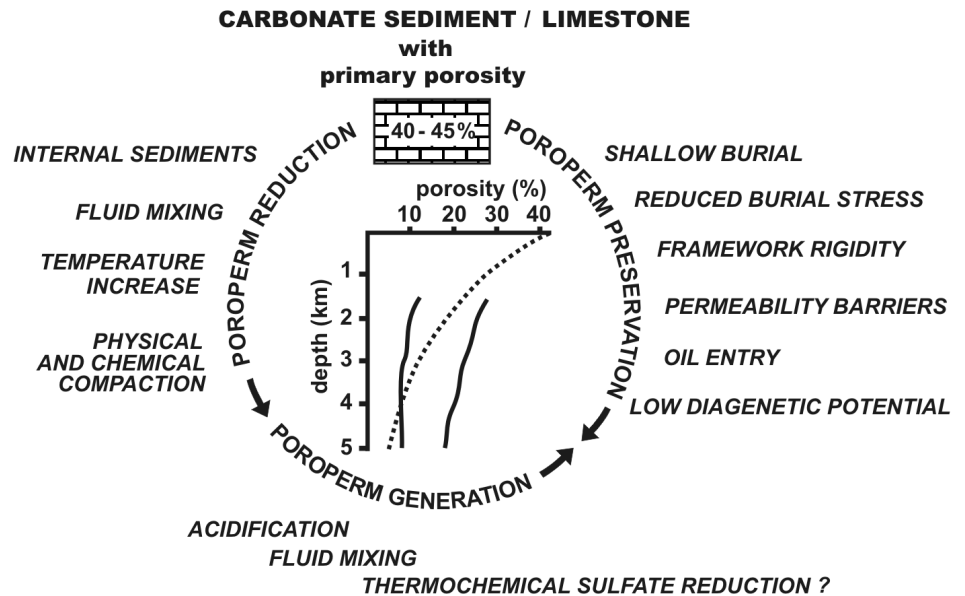 CARBONATE SEDIMENT / LIMESTONE
with
primary porosity
40 - 45%
POROPERM REDUCTION
INTERNAL SEDIMENTS
FLUID MIXING
TEMPERATURE
INCREASE
PHYSICAL
AND CHEMICAL
COMPACTION
POROPERM PRESERVATION
SHALLOW BURIAL
REDUCED BURIAL STRESS
FRAMEWORK RIGIDITY
PERMEABILITY BARRIERS
OIL ENTRY
LOW DIAGENETIC POTENTIAL
porosity (%)
10 20 30 40
depth (km)
1
2
3
4
5
POROPERM GENERATION
ACIDIFICATION
FLUID MIXING
THERMOCHEMICAL SULFATE REDUCTION ?